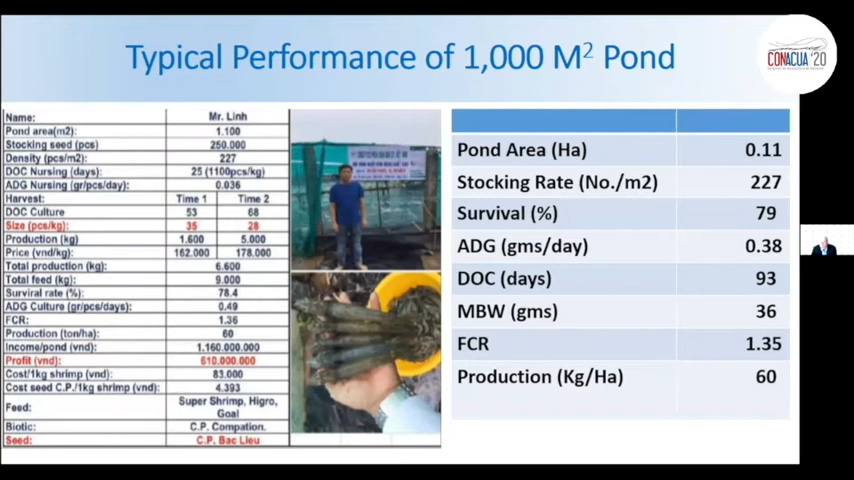 Typical Performance of 1,000 M² Pond
CONACUA '20
Name: Mr. Linh
Pond area(m2): 1.100
Stocking seed (pcs) 250.000
Density (pcs/m2): 227
DOC Nursing (days): 25 (1100pcs/kg)
ADG Nursing (gr/pcs/day): 0.036
Harvest: Time 1 Time 2
DOC Culture 53 68
Size (pcs/kg): 35 28
Production (kg) 1.600 5.000
Price (vnd/kg): 162.000 178.000
Total production (kg): 6.600
Total feed (kg): 9.000
Surviral rate (%): 78.4
ADG Culture (gr/pcs/days): 0.49
FCR: 1.36
Production (ton/ha): 60
Income/pond (vnd): 1.160.000.000
Profit (vnd): 610.000.000
Cost/1kg shrimp (vnd): 83.000
Cost seed C.P./1kg shrimp (vnd): 4.393
Feed: Super Shrimp, Higro,
Goal
Biotic: C.P. Compation.
Seed: C.P. Bac Lieu
Pond Area (Ha) 0.11
Stocking Rate (No./m2) 227
Survival (%) 79
ADG (gms/day) 0.38
DOC (days) 93
MBW (gms) 36
FCR 1.35
Production (Kg/Ha) 60